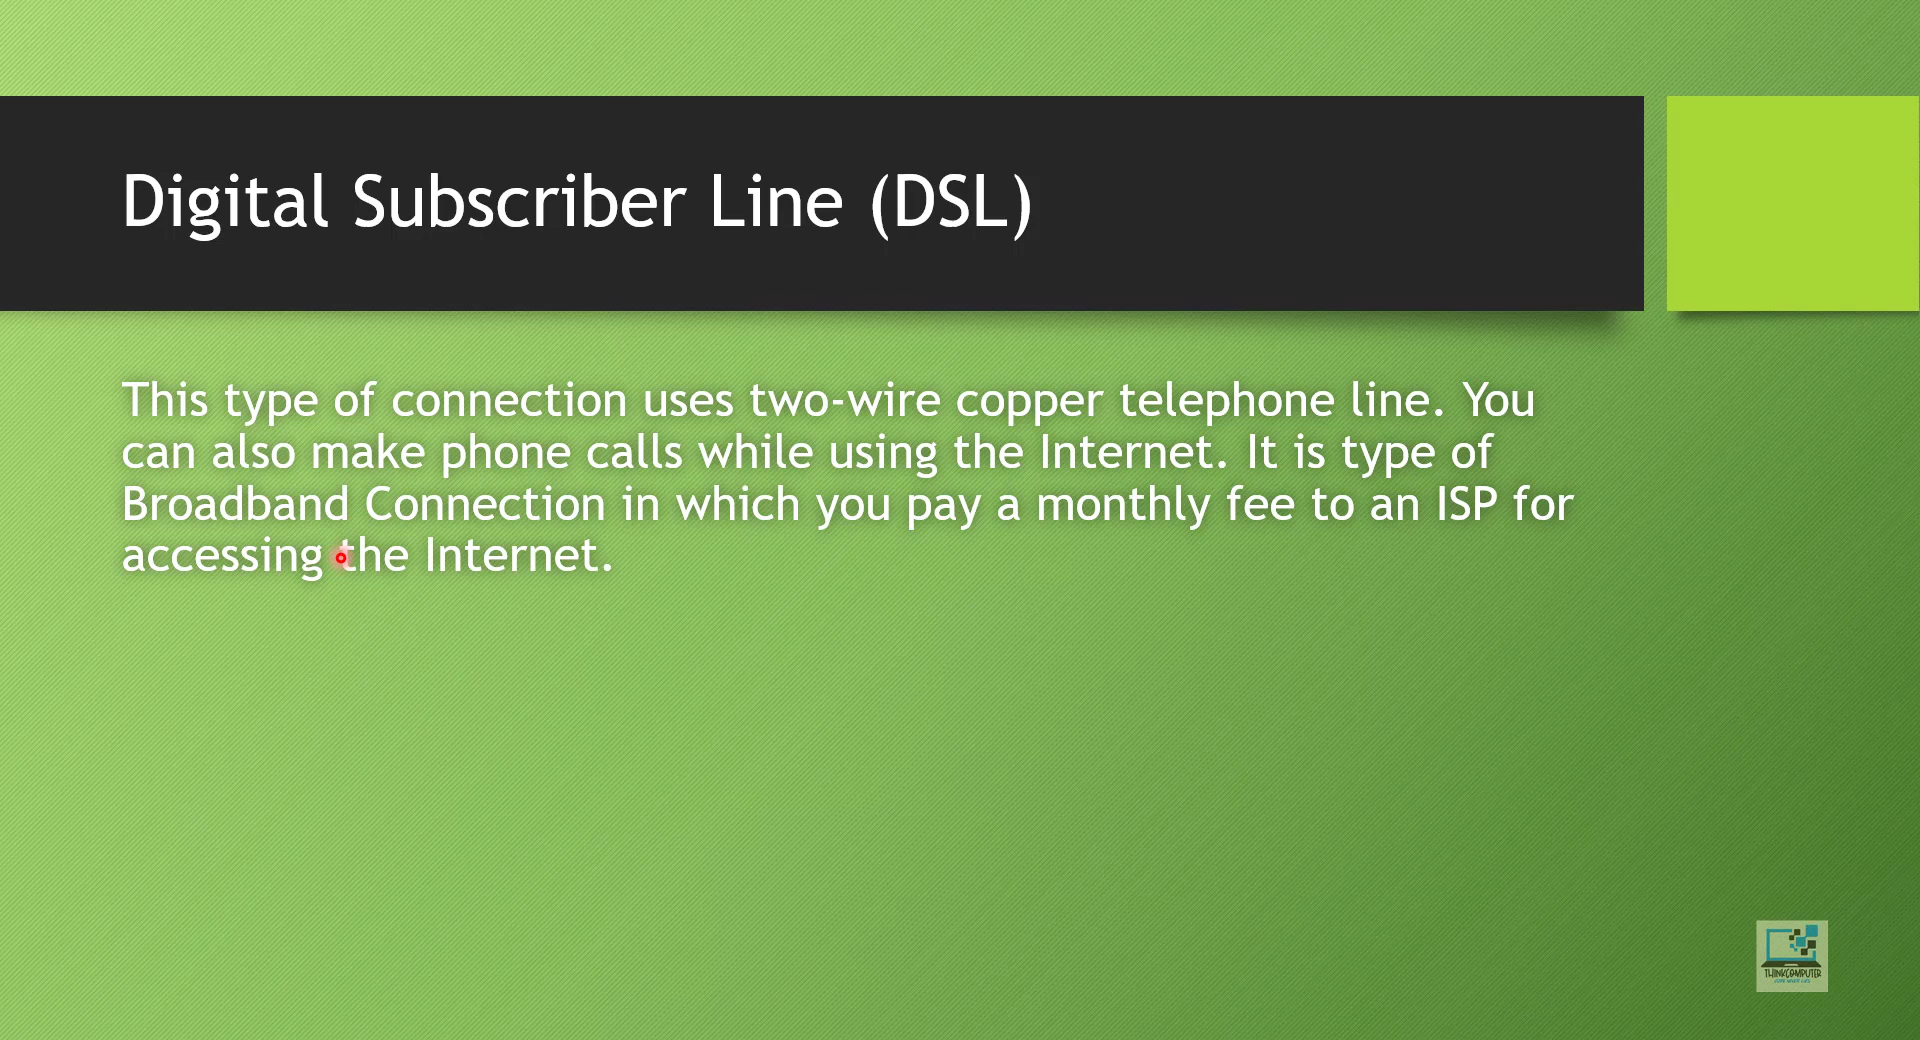 Digital Subscriber Line (DSL)
This type of connection uses two-wire copper telephone line. You
can also make phone calls while using the Internet. It is type of
Broadband Connection in which you pay a monthly fee to an ISP for
accessing the Internet.
THINKCOMPUTER